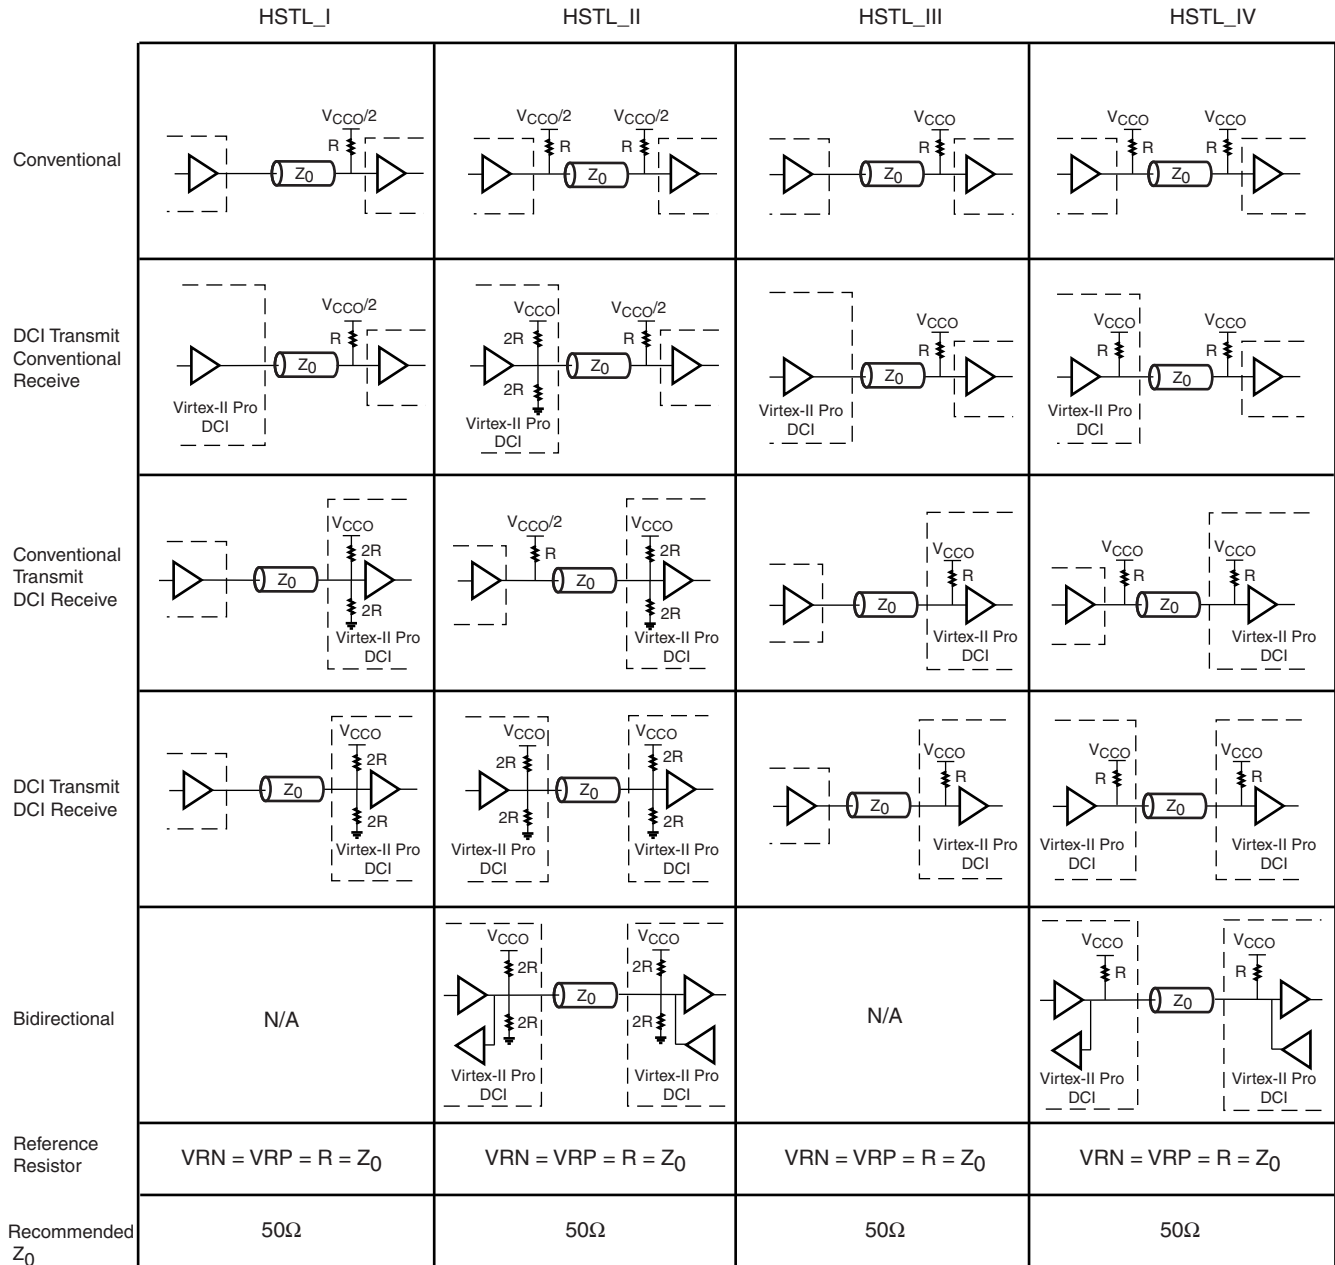 HSTL_I HSTL_II HSTL_III HSTL_IV
Conventional
VCCO/2 VCCO/2 VCCO/2 VCCO VCCO VCCO
R R R R R R
Z0 Z0 Z0 Z0
DCI Transmit
Conventional
Receive
VCCO/2 VCCO VCCO/2 VCCO VCCO VCCO
R 2R R R R R
Z0 Z0 Z0 Z0
2R
Virtex-II Pro
DCI
Virtex-II Pro
DCI
Virtex-II Pro
DCI
Virtex-II Pro
DCI
Conventional
Transmit
DCI Receive
VCCO VCCO/2 VCCO VCCO VCCO VCCO
2R R 2R R R R
Z0 Z0 Z0 Z0
2R 2R
Virtex-II Pro
DCI
Virtex-II Pro
DCI
Virtex-II Pro
DCI
Virtex-II Pro
DCI
DCI Transmit
DCI Receive
VCCO VCCO VCCO VCCO VCCO VCCO
2R 2R 2R R R R
Z0 Z0 Z0 Z0
2R 2R 2R
Virtex-II Pro
DCI
Virtex-II Pro
DCI
Virtex-II Pro
DCI
Virtex-II Pro
DCI
Virtex-II Pro
DCI
Virtex-II Pro
DCI
Bidirectional
N/A
VCCO VCCO
2R 2R
Z0
2R 2R
Virtex-II Pro
DCI
Virtex-II Pro
DCI
N/A
VCCO VCCO
R R
Z0
Virtex-II Pro
DCI
Virtex-II Pro
DCI
Reference
Resistor
VRN = VRP = R = Z0 VRN = VRP = R = Z0 VRN = VRP = R = Z0 VRN = VRP = R = Z0
Recommended
Z0
50Ω 50Ω 50Ω 50Ω